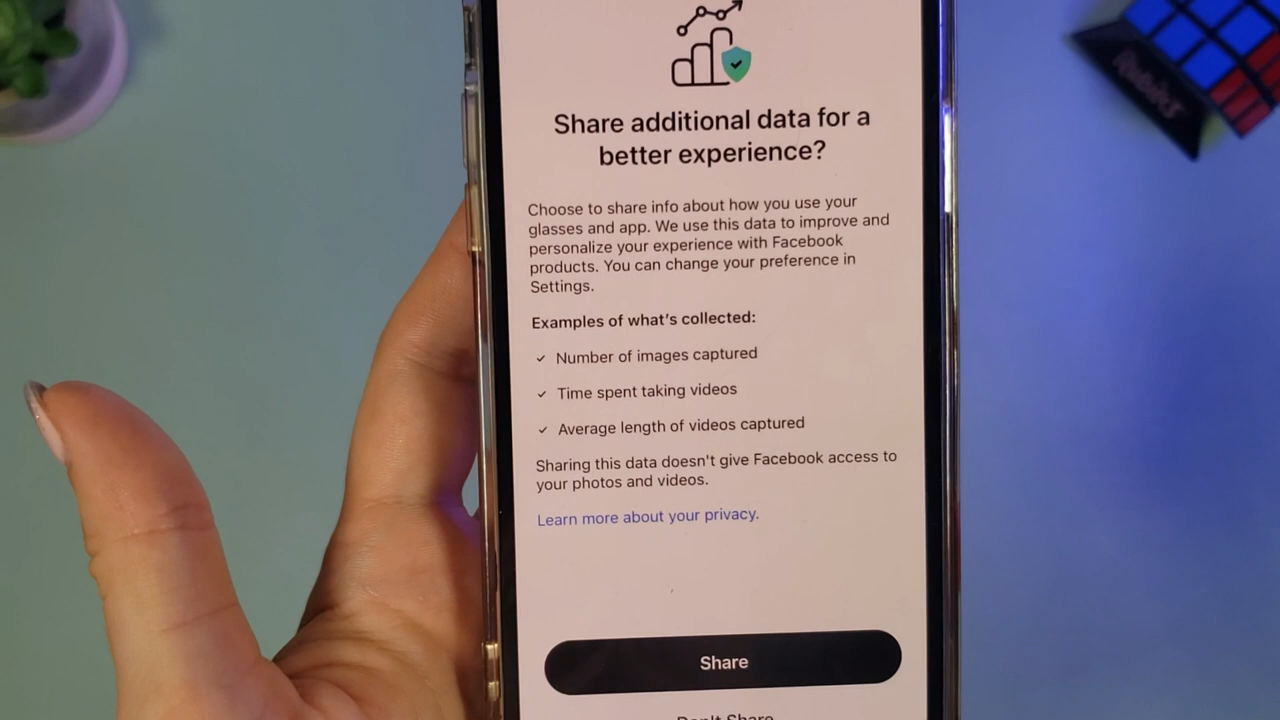 Share additional data for a
better experience?
Choose to share info about how you use your
glasses and app. We use this data to improve and
personalize your experience with Facebook
products. You can change your preference in
Settings.
Examples of what's collected:
Number of images captured
Time spent taking videos
Average length of videos captured
Sharing this data doesn't give Facebook access to
your photos and videos.
Learn more about your privacy.
Share
Don't Share
Rubik's